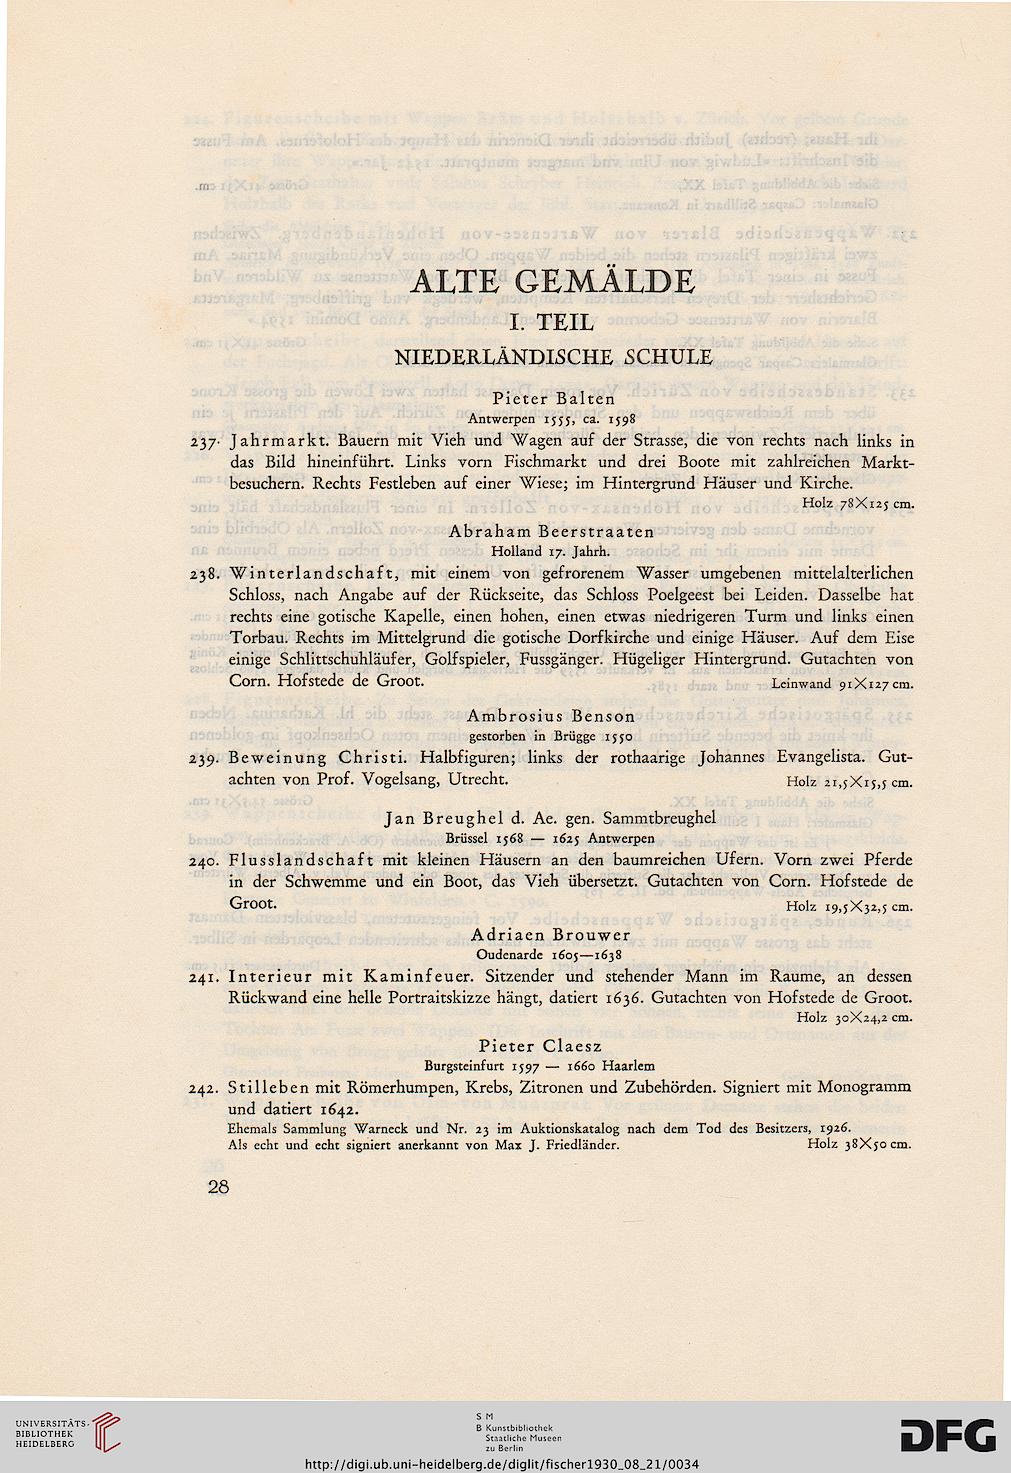 ALTE GEMÄLDE
I. TEIL
NIEDERLÄNDISCHE SCHULE
Pieter Balten
Antwerpen 1555, ca. 1598
237. Jahrmarkt. Bauern mit Vieh und Wagen auf der Strasse, die von rechts nach links in
das Bild hineinführt. Links vorn Fischmarkt und drei Boote mit zahlreichen Markt-
besuchern. Rechts Festleben auf einer Wiese; im Hintergrund Häuser und Kirche.
Holz 78X125 cm.
Abraham Beerstraaten
Holland 17. Jahrh.
238. Winterlandschaft, mit einem von gefrorenem Wasser umgebenen mittelalterlichen
Schloss, nach Angabe auf der Rückseite, das Schloss Poelgeest bei Leiden. Dasselbe hat
rechts eine gotische Kapelle, einen hohen, einen etwas niedrigeren Turm und links einen
Torbau. Rechts im Mittelgrund die gotische Dorfkirche und einige Häuser. Auf dem Eise
einige Schlittschuhläufer, Golfspieler, Fussgänger. Hügeliger Hintergrund. Gutachten von
Corn. Hofstede de Groot. Leinwand 91X127 cm.
Ambrosius Benson
gestorben in Brügge 1550
239. Beweinung Christi. Halbfiguren; links der rothaarige Johannes Evangelista. Gut-
achten von Prof. Vogelsang, Utrecht. Holz 21,5X15,5 cm.
Jan Breughel d. Ae. gen. Sammtbreughel
Brüssel 1568 — 1625 Antwerpen
240. Flusslandschaft mit kleinen Häusern an den baumreichen Ufern. Vorn zwei Pferde
in der Schwemme und ein Boot, das Vieh übersetzt. Gutachten von Corn. Hofstede de
Groot. Holz 19,5X32,5 cm.
Adriaen Brouwer
Oudenarde 1605—1638
241. Interieur mit Kaminfeuer. Sitzender und stehender Mann im Raume, an dessen
Rückwand eine helle Portraitskizze hängt, datiert 1636. Gutachten von Hofstede de Groot.
Holz 30X24,2 cm.
Pieter Claesz
Burgsteinfurt 1597 — 1660 Haarlem
242. Stilleben mit Römerhumpen, Krebs, Zitronen und Zubehörden. Signiert mit Monogramm
und datiert 1642.
Ehemals Sammlung Warneck und Nr. 23 im Auktionskatalog nach dem Tod des Besitzers, 1926.
Als echt und echt signiert anerkannt von Max J. Friedländer. Holz 38X50 cm.
28
UNIVERSITÄTS-
BIBLIOTHEK
HEIDELBERG
S M
B Kunstbibliothek
Staatliche Museen
zu Berlin
DFG
http://digi.ub.uni-heidelberg.de/diglit/fischer1930_08_21/0034